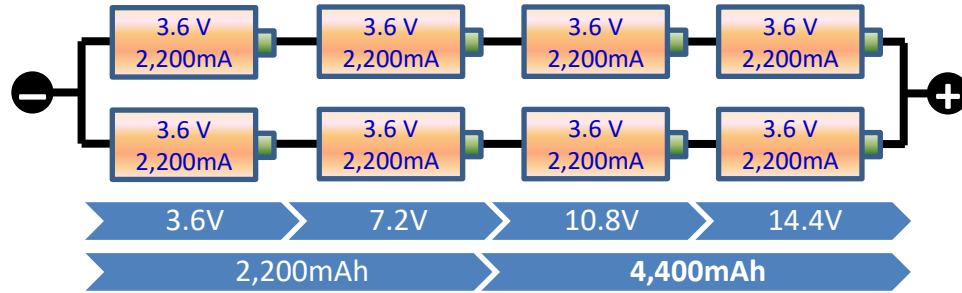 3.6 V 3.6 V 3.6 V 3.6 V
2,200mA 2,200mA 2,200mA 2,200mA
− +
3.6 V 3.6 V 3.6 V 3.6 V
2,200mA 2,200mA 2,200mA 2,200mA
3.6V 7.2V 10.8V 14.4V
2,200mAh 4,400mAh